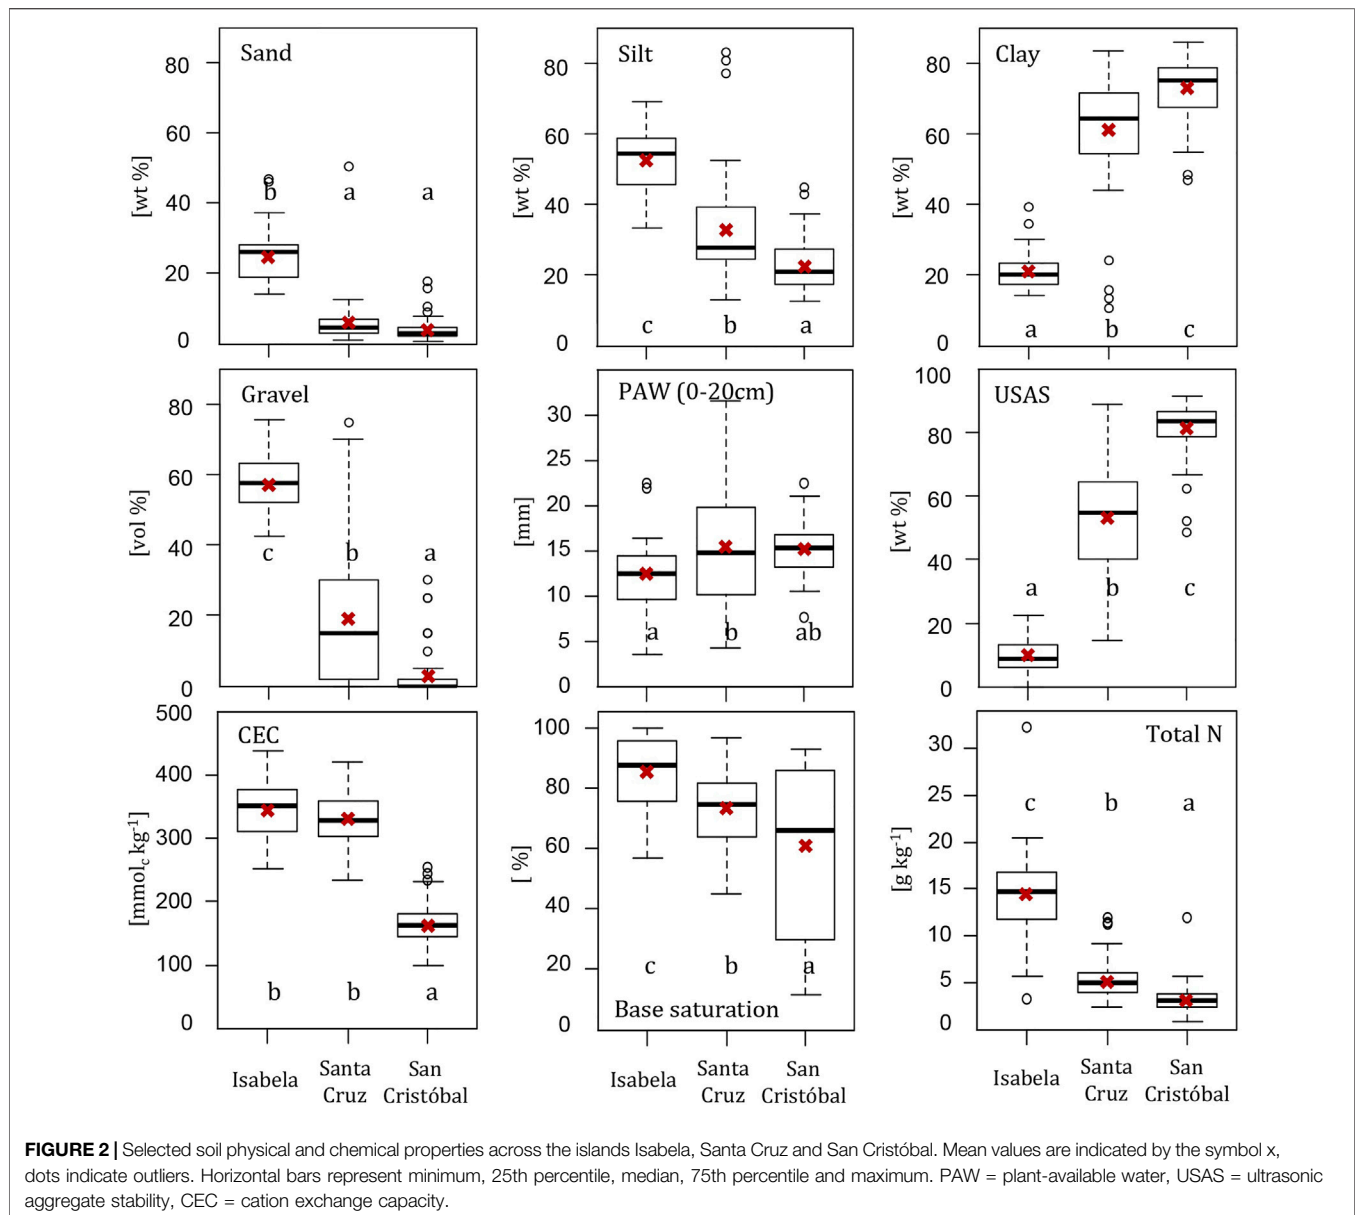 Sand
[wt %]
80
60
40
20
0
b
a
a
Silt
[wt %]
80
60
40
20
0
c
b
a
Clay
[wt %]
80
60
40
20
0
a
b
c
Gravel
[vol %]
80
60
40
20
0
c
b
a
PAW (0-20cm)
[mm]
30
25
20
15
10
5
0
a
b
ab
USAS
[wt %]
100
80
60
40
20
0
a
b
c
CEC
[mmolc kg-1]
500
400
300
200
100
0
b
b
a
Isabela
Santa
Cruz
San
Cristóbal
[ %]
100
80
60
40
20
0
c
b
a
Base saturation
Isabela
Santa
Cruz
San
Cristóbal
Total N
[g kg-1]
30
25
20
15
10
5
0
c
b
a
Isabela
Santa
Cruz
San
Cristóbal
FIGURE 2 | Selected soil physical and chemical properties across the islands Isabela, Santa Cruz and San Cristóbal. Mean values are indicated by the symbol x,
dots indicate outliers. Horizontal bars represent minimum, 25th percentile, median, 75th percentile and maximum. PAW = plant-available water, USAS = ultrasonic
aggregate stability, CEC = cation exchange capacity.